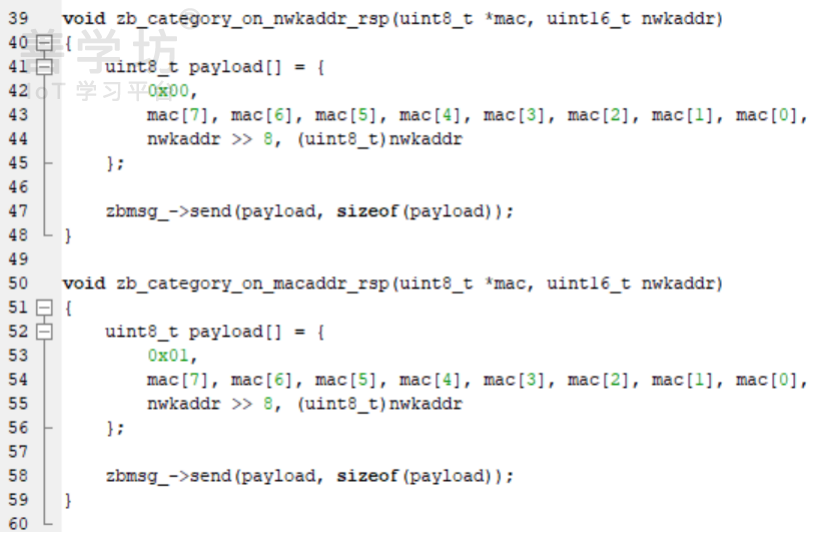 39 void zb_category_on_nwkaddr_rsp(uint8_t *mac, uint16_t nwkaddr)
40 {
善学坊®
41 uint8_t payload[] = {
IoT 学习平台
42 0x00,
43 mac[7], mac[6], mac[5], mac[4], mac[3], mac[2], mac[1], mac[0],
44 nwkaddr >> 8, (uint8_t)nwkaddr
45 };
46
47 zbmsg_->send(payload, sizeof(payload));
48 }
49
50 void zb_category_on_macaddr_rsp(uint8_t *mac, uint16_t nwkaddr)
51 {
52 uint8_t payload[] = {
53 0x01,
54 mac[7], mac[6], mac[5], mac[4], mac[3], mac[2], mac[1], mac[0],
55 nwkaddr >> 8, (uint8_t)nwkaddr
56 };
57
58 zbmsg_->send(payload, sizeof(payload));
59 }
60